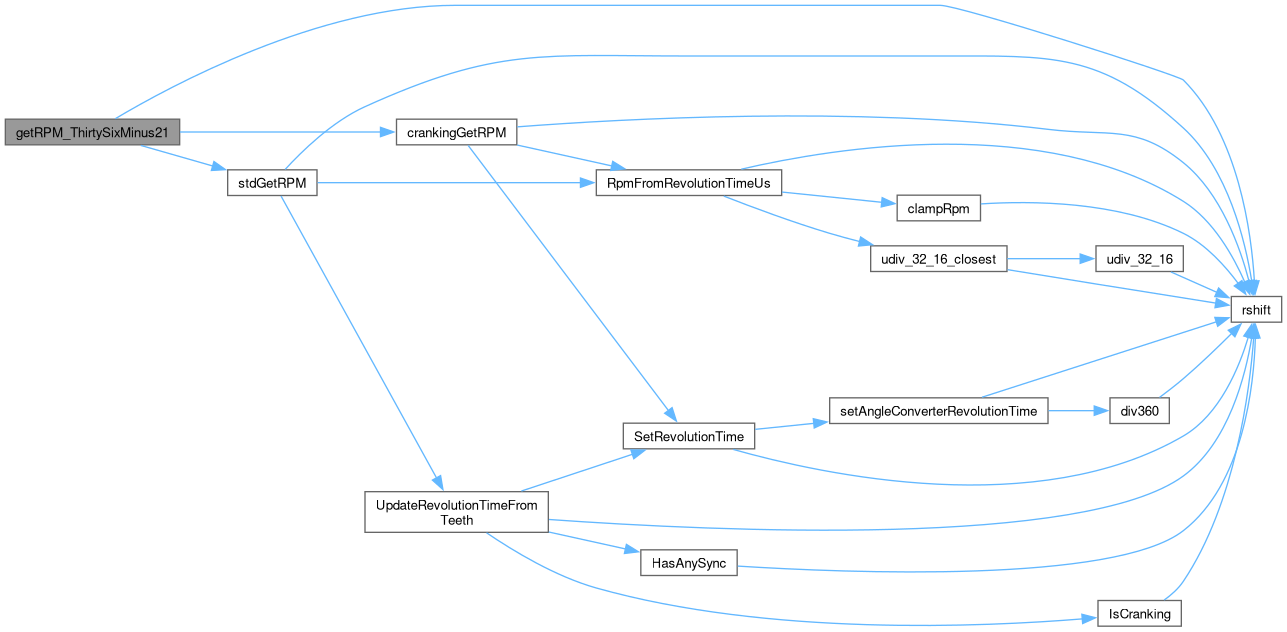 getRPM_ThirtySixMinus21
crankingGetRPM
stdGetRPM
RpmFromRevolutionTimeUs
clampRpm
udiv_32_16_closest
udiv_32_16
rshift
setAngleConverterRevolutionTime
div360
SetRevolutionTime
UpdateRevolutionTimeFrom
Teeth
HasAnySync
IsCranking